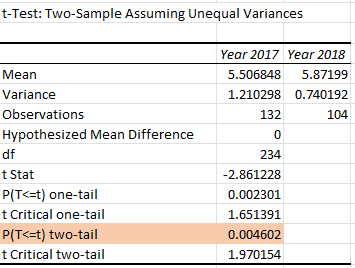 t-Test: Two-Sample Assuming Unequal Variances
Year 2017 Year 2018
Mean 5.506848 5.87199
Variance 1.210298 0.740192
Observations 132 104
Hypothesized Mean Difference 0
df 234
t Stat -2.861228
P(T<=t) one-tail 0.002301
t Critical one-tail 1.651391
P(T<=t) two-tail 0.004602
t Critical two-tail 1.970154